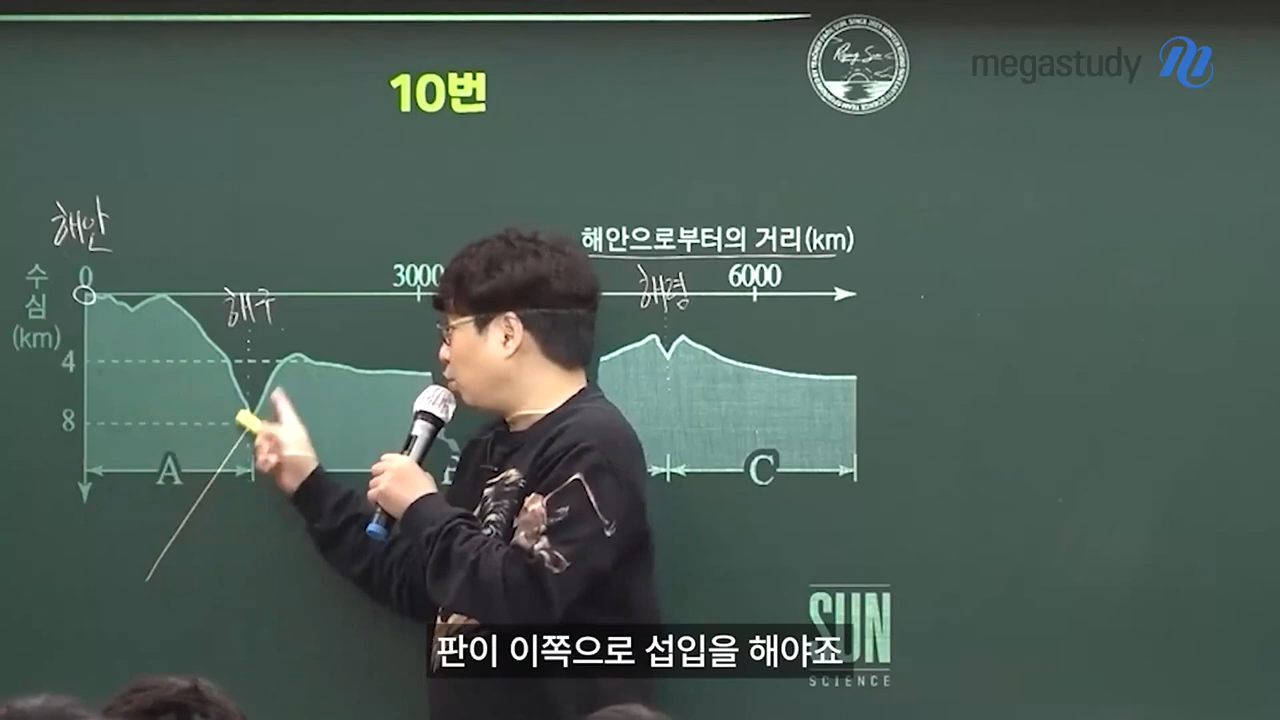 megastudy
10번
해안
해안으로부터의 거리(km)
수심
(km)
0
3000
6000
해구
해령
4
8
A
C
SUN
SCIENCE
판이 이쪽으로 섭입을 해야죠